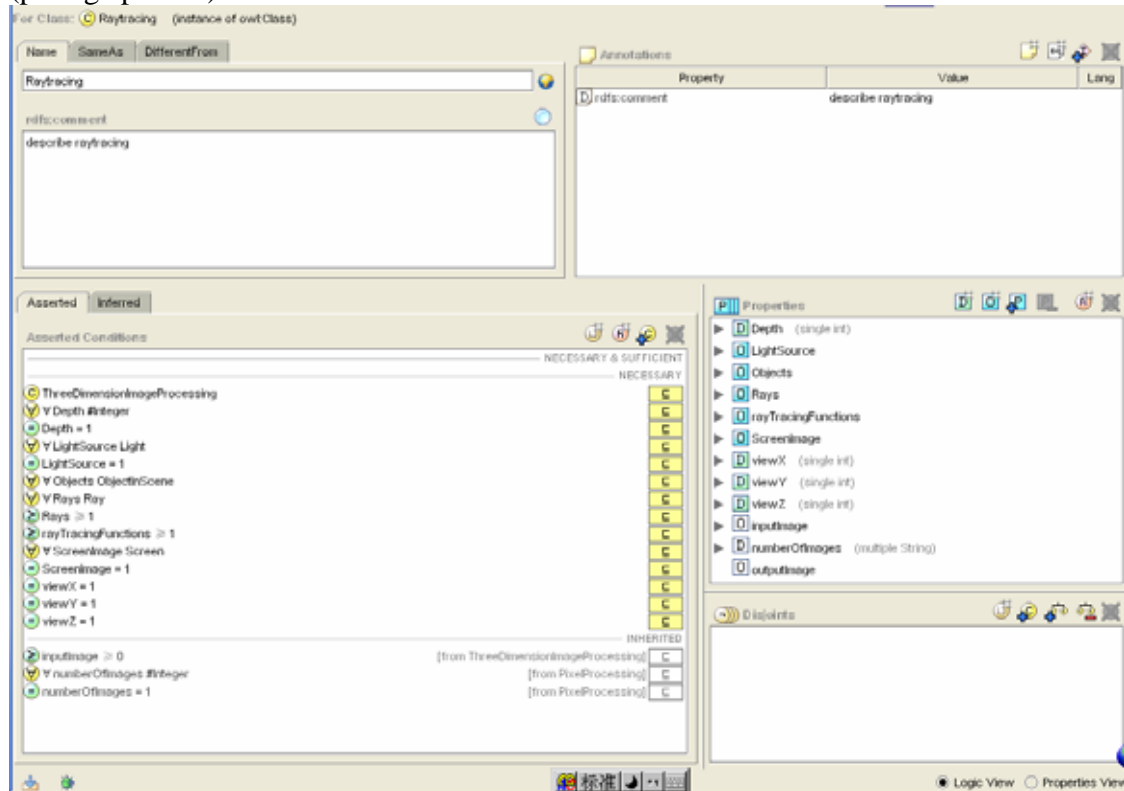 For Class: C Raytracing (instance of owl:Class)
Name SameAs DifferentFrom
Raytracing
rdfs:comment
describe raytracing
Annotations
Property Value Lang
D rdfs:comment describe raytracing
Asserted Inferred
Asserted Conditions
NECESSARY & SUFFICIENT
NECESSARY
C ThreeDimensionImageProcessing ⊑
∀ ∀ Depth #Integer ⊑
= Depth = 1 ⊑
∀ ∀ LightSource Light ⊑
= LightSource = 1 ⊑
∀ ∀ Objects ObjectInScene ⊑
∀ ∀ Rays Ray ⊑
≥ Rays ≥ 1 ⊑
≥ rayTracingFunctions ≥ 1 ⊑
∀ ∀ ScreenImage Screen ⊑
= ScreenImage = 1 ⊑
= viewX = 1 ⊑
= viewY = 1 ⊑
= viewZ = 1 ⊑
INHERITED
≥ inputImage ≥ 0 [from ThreeDimensionImageProcessing] ⊑
∀ ∀ numberOfImages #Integer [from PixelProcessing] ⊑
= numberOfImages = 1 [from PixelProcessing] ⊑
P Properties
D Depth (single int)
O LightSource
O Objects
O Rays
O rayTracingFunctions
O ScreenImage
D viewX (single int)
D viewY (single int)
D viewZ (single int)
O inputImage
D numberOfImages (multiple String)
O outputImage
Disjoints
标准
Logic View Properties View